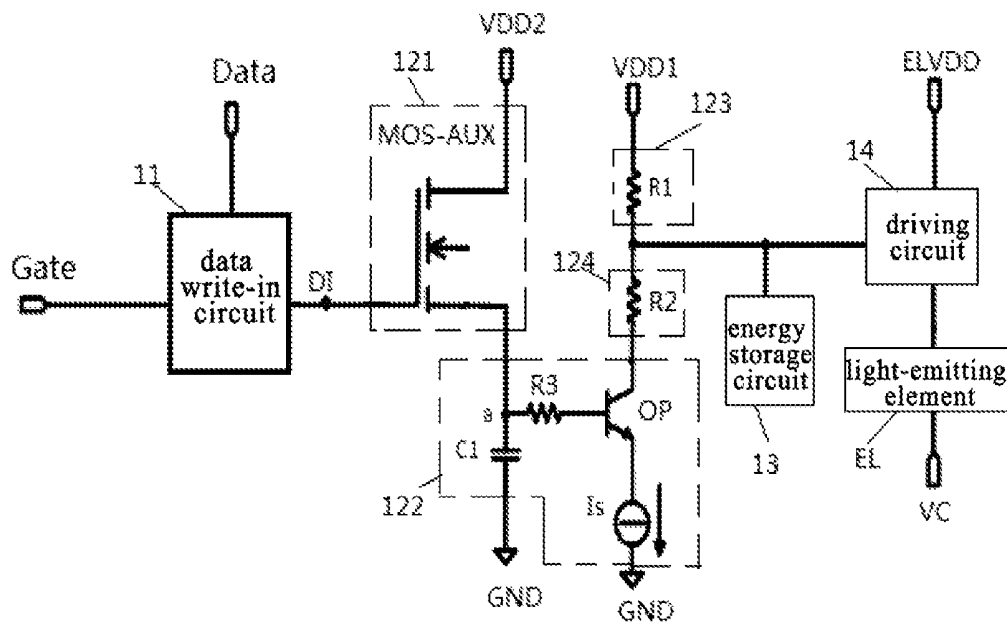 VDD2
121
Data
VDD1
ELVDD
123
MOS-AUX
11
14
R1
driving
circuit
data
write-in
circuit
124
Gate
DI
R2
energy
storage
circuit
light-emitting
element
R3
OP
a
C1
13
EL
122
Is
VC
GND
GND